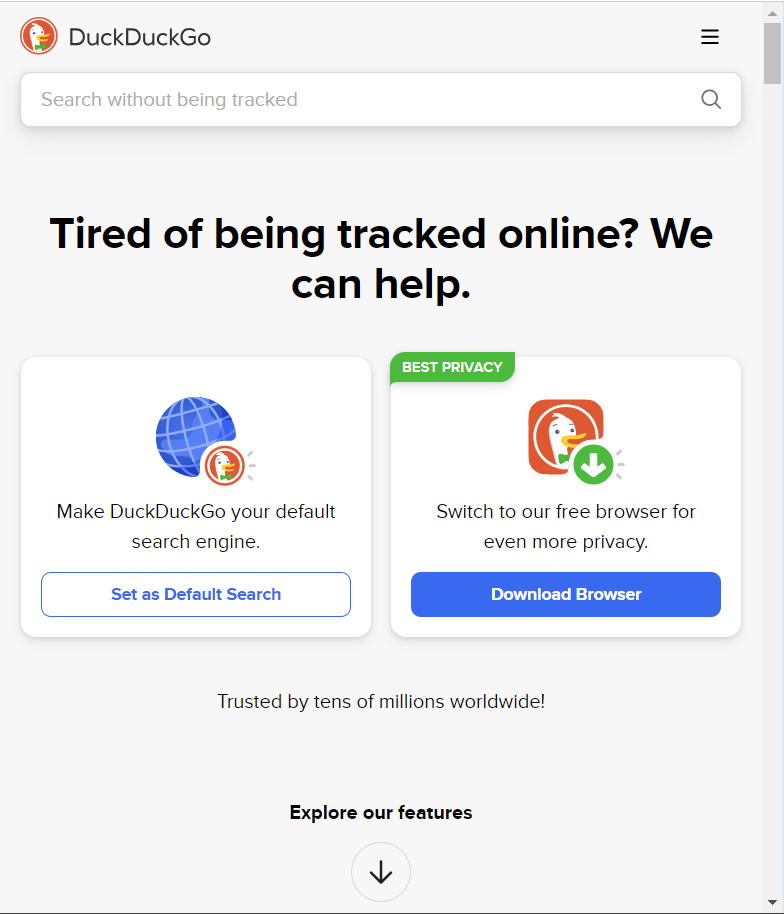 DuckDuckGo
Search without being tracked
Tired of being tracked online? We
can help.
Make DuckDuckGo your default
search engine.
Set as Default Search
BEST PRIVACY
Switch to our free browser for
even more privacy.
Download Browser
Trusted by tens of millions worldwide!
Explore our features